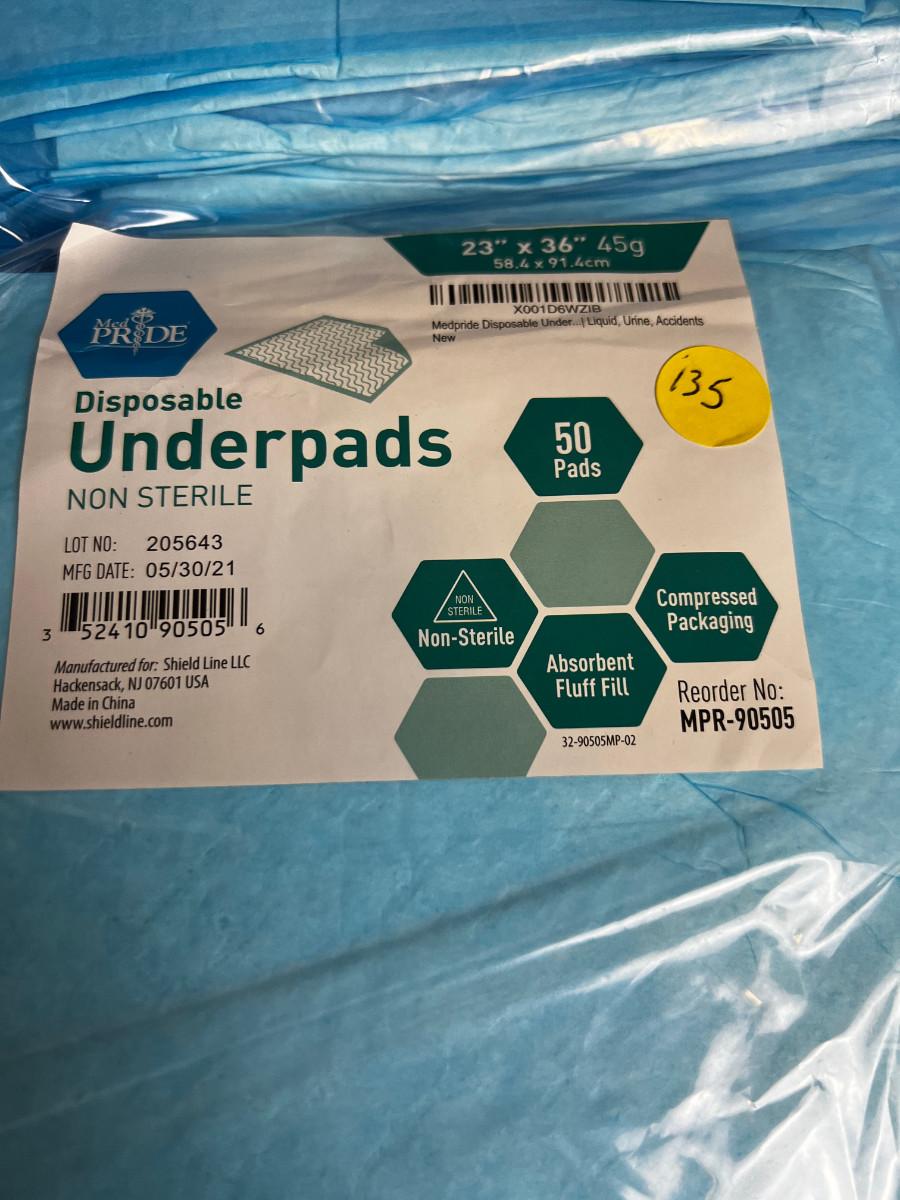 23" x 36" 45g
58.4 x 91.4cm
X001D6WZIB
Medpride Disposable Under...| Liquid, Urine, Accidents
New
Med
PRIDE
135
Disposable
Underpads
NON STERILE
50
Pads
LOT NO: 205643
MFG DATE: 05/30/21
3 52410 90505 6
NON
STERILE
Non-Sterile
Compressed
Packaging
Absorbent
Fluff Fill
Manufactured for: Shield Line LLC
Hackensack, NJ 07601 USA
Made in China
www.shieldline.com
Reorder No:
MPR-90505
32-90505MP-02